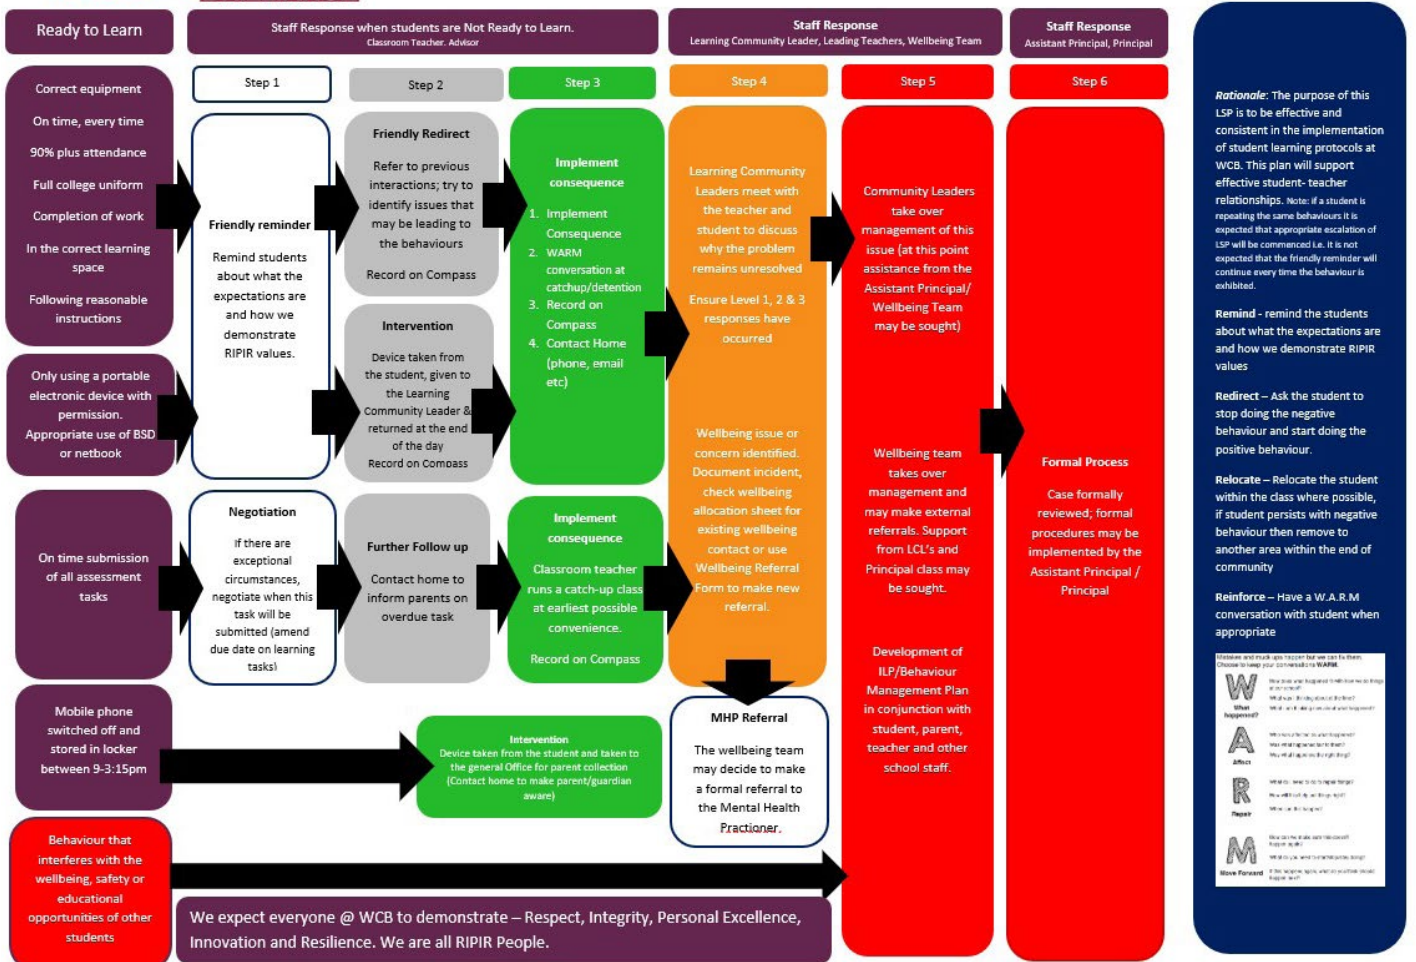 Ready to Learn
Staff Response when students are Not Ready to Learn.
Classroom Teacher. Advisor
Staff Response
Learning Community Leader, Leading Teachers, Wellbeing Team
Staff Response
Assistant Principal, Principal
Step 1
Step 2
Step 3
Step 4
Step 5
Step 6
Correct equipment
On time, every time
90% plus attendance
Full college uniform
Completion of work
In the correct learning
space
Following reasonable
instructions
Only using a portable
electronic device with
permission.
Appropriate use of BSD
or netbook
On time submission
of all assessment
tasks
Mobile phone
switched off and
stored in locker
between 9-3:15pm
Behaviour that
interferes with the
wellbeing, safety or
educational
opportunities of other
students
Friendly reminder
Remind students
about what the
expectations are
and how we
demonstrate
RIPIR values.
Negotiation
If there are
exceptional
circumstances,
negotiate when this
task will be
submitted (amend
due date on learning
tasks)
Friendly Redirect
Refer to previous
interactions; try to
identify issues that
may be leading to
the behaviours
Record on Compass
Intervention
Device taken from
the student, given to
the Learning
Community Leader &
returned at the end
of the day
Record on Compass
Further Follow up
Contact home to
inform parents on
overdue task
Implement
consequence
1. Implement
Consequence
2. WARM
conversation at
catchup/detention
3. Record on
Compass
4. Contact Home
(phone, email
etc)
Implement
consequence
Classroom teacher
runs a catch-up class
at earliest possible
convenience.
Record on Compass
Intervention
Device taken from the student and taken to
the general Office for parent collection
(Contact home to make parent/guardian
aware)
Learning Community
Leaders meet with
the teacher and
student to discuss
why the problem
remains unresolved
Ensure Level 1, 2 & 3
responses have
occurred
Wellbeing issue or
concern identified.
Document incident,
check wellbeing
allocation sheet for
existing wellbeing
contact or use
Wellbeing Referral
Form to make new
referral.
MHP Referral
The wellbeing team
may decide to make
a formal referral to
the Mental Health
Practioner.
Community Leaders
take over
management of this
issue (at this point
assistance from the
Assistant Principal/
Wellbeing Team
may be sought)
Wellbeing team
takes over
management and
may make external
referrals. Support
from LCL's and
Principal class may
be sought.
Development of
ILP/Behaviour
Management Plan
in conjunction with
student, parent,
teacher and other
school staff.
Formal Process
Case formally
reviewed; formal
procedures may be
implemented by the
Assistant Principal /
Principal
We expect everyone @ WCB to demonstrate – Respect, Integrity, Personal Excellence,
Innovation and Resilience. We are all RIPIR People.
Rationale: The purpose of this
LSP is to be effective and
consistent in the implementation
of student learning protocols at
WCB. This plan will support
effective student- teacher
relationships. Note: if a student is
repeating the same behaviours it is
expected that appropriate escalation of
LSP will be commenced i.e. it is not
expected that the friendly reminder will
continue every time the behaviour is
exhibited.
Remind - remind the students
about what the expectations are
and how we demonstrate RIPIR
values
Redirect – Ask the student to
stop doing the negative
behaviour and start doing the
positive behaviour.
Relocate – Relocate the student
within the class where possible,
if student persists with negative
behaviour then remove to
another area within the end of
community
Reinforce – Have a W.A.R.M
conversation with student when
appropriate
Mistakes and muck ups happen but we can fix them.
Choose to keep your conversations WARM.
W
What
happened?
A
Affect
R
Repair
M
Move Forward